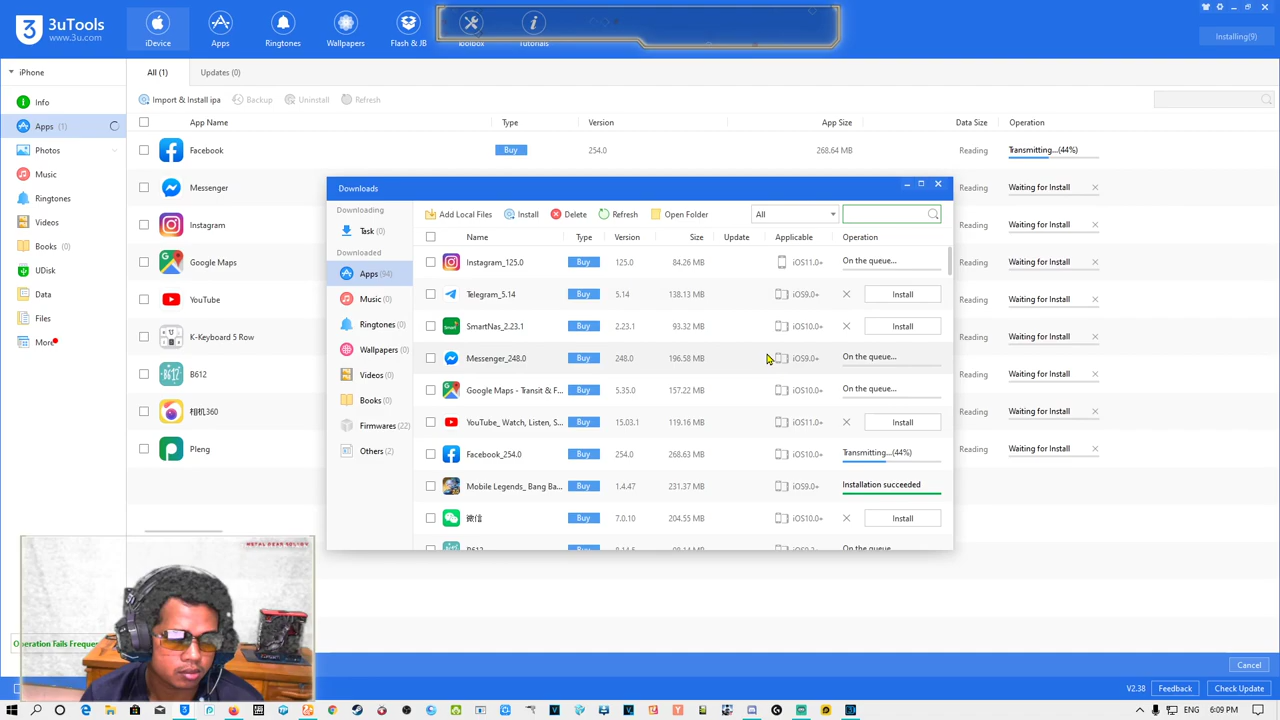 3 3uTools
www.3u.com
iDevice Apps Ringtones Wallpapers Flash & JB Toolbox Tutorials
Installing(9)
iPhone
All (1) Updates (0)
Info
Apps (1)
Photos
Music
Ringtones
Videos
Books (0)
UDisk
Data
Files
More
Import & Install ipa Backup Uninstall Refresh
App Name Type Version App Size Data Size Operation
Facebook Buy 254.0 268.64 MB Reading Transmitting...(44%)
Messenger Reading Waiting for Install
Instagram Reading Waiting for Install
Google Maps Reading Waiting for Install
YouTube Reading Waiting for Install
K-Keyboard 5 Row Reading Waiting for Install
B612 Reading Waiting for Install
相机360 Reading Waiting for Install
Pleng Reading Waiting for Install
Downloads
Downloading
Task (0)
Downloaded
Apps (94)
Music (0)
Ringtones (0)
Wallpapers (0)
Videos (0)
Books (0)
Firmwares (22)
Others (2)
Add Local Files Install Delete Refresh Open Folder All
Name Type Version Size Update Applicable Operation
Instagram_125.0 Buy 125.0 84.26 MB iOS11.0+ On the queue...
Telegram_5.14 Buy 5.14 138.13 MB iOS9.0+ Install
SmartNas_2.23.1 Buy 2.23.1 93.32 MB iOS10.0+ Install
Messenger_248.0 Buy 248.0 196.58 MB iOS9.0+ On the queue...
Google Maps - Transit & F... Buy 5.35.0 157.22 MB iOS10.0+ On the queue...
YouTube_ Watch, Listen, S... Buy 15.03.1 119.16 MB iOS11.0+ Install
Facebook_254.0 Buy 254.0 268.63 MB iOS10.0+ Transmitting...(44%)
Mobile Legends_ Bang Ba... Buy 1.4.47 231.37 MB iOS9.0+ Installation succeeded
微信 Buy 7.0.10 204.55 MB iOS10.0+ Install
Operation Fails Freque
Cancel
V2.38 Feedback Check Update
ENG 6:09 PM